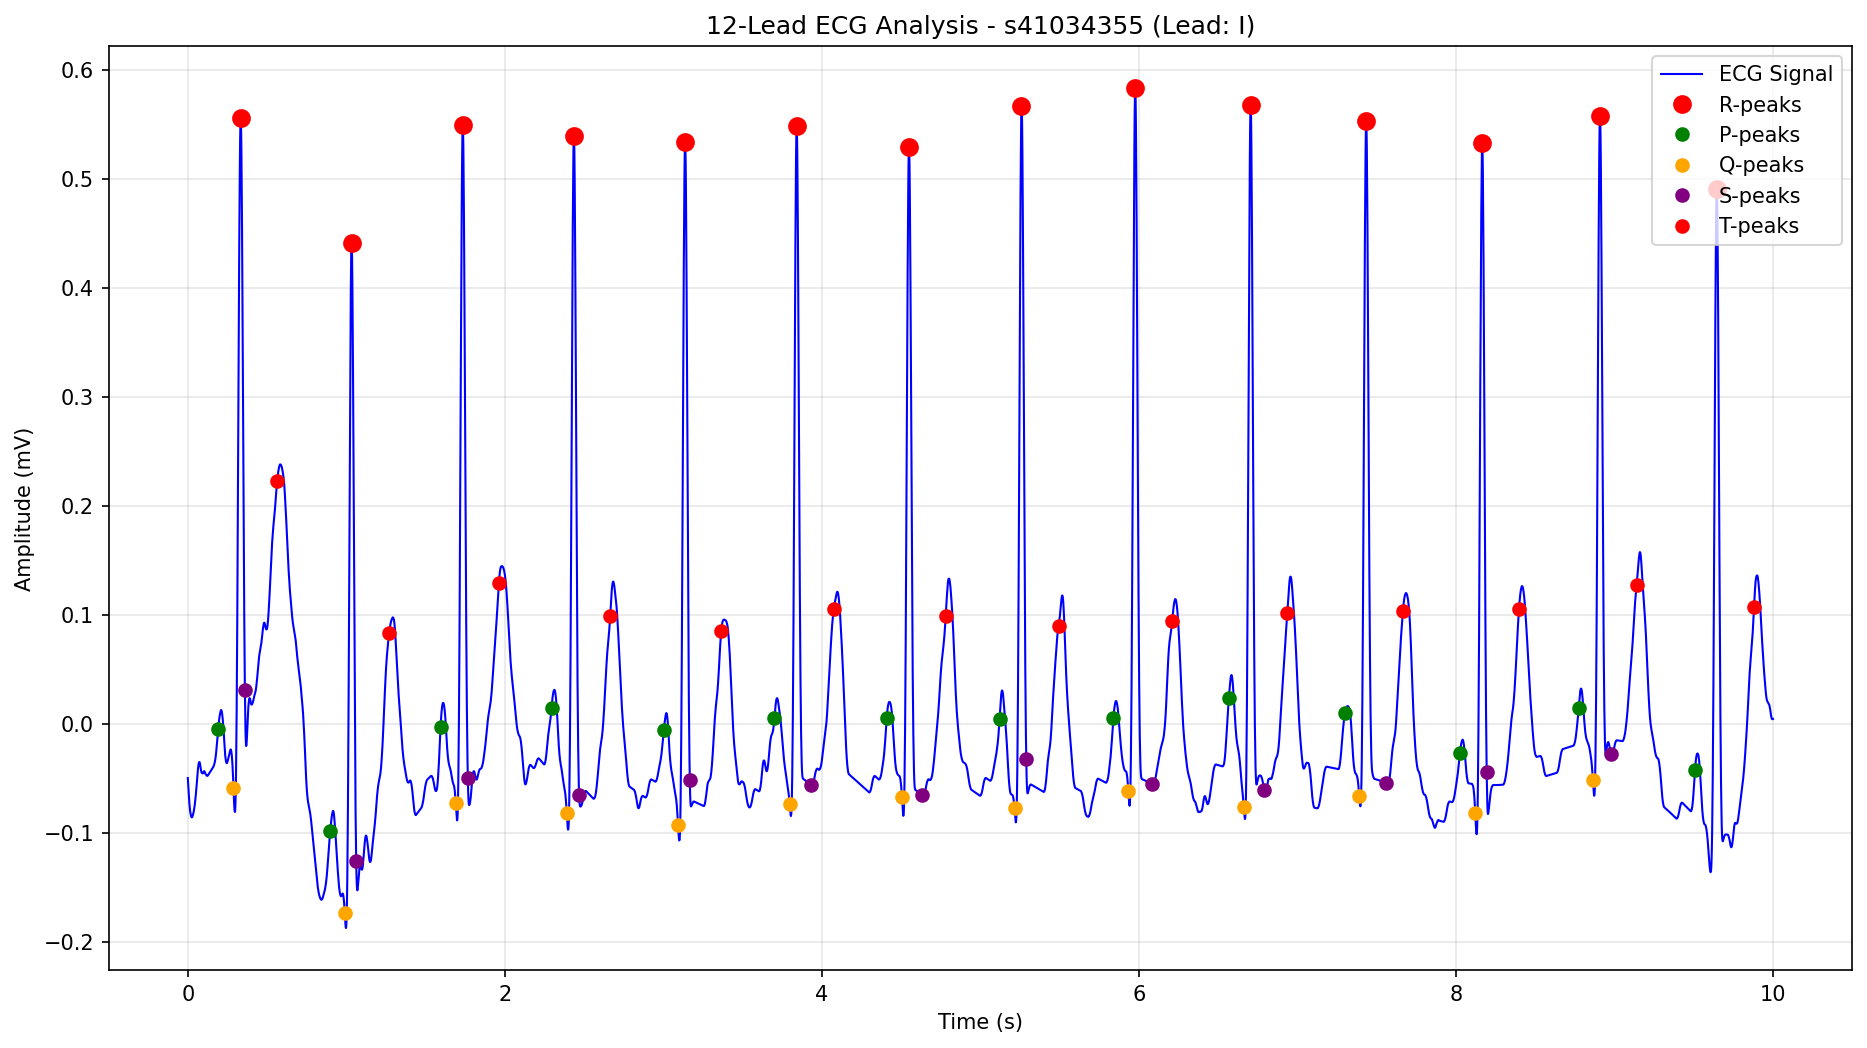 12-Lead ECG Analysis - s41034355 (Lead: I)
ECG Signal
R-peaks
P-peaks
Q-peaks
S-peaks
T-peaks
Amplitude (mV)
0.6
0.5
0.4
0.3
0.2
0.1
0.0
−0.1
−0.2
0 2 4 6 8 10
Time (s)